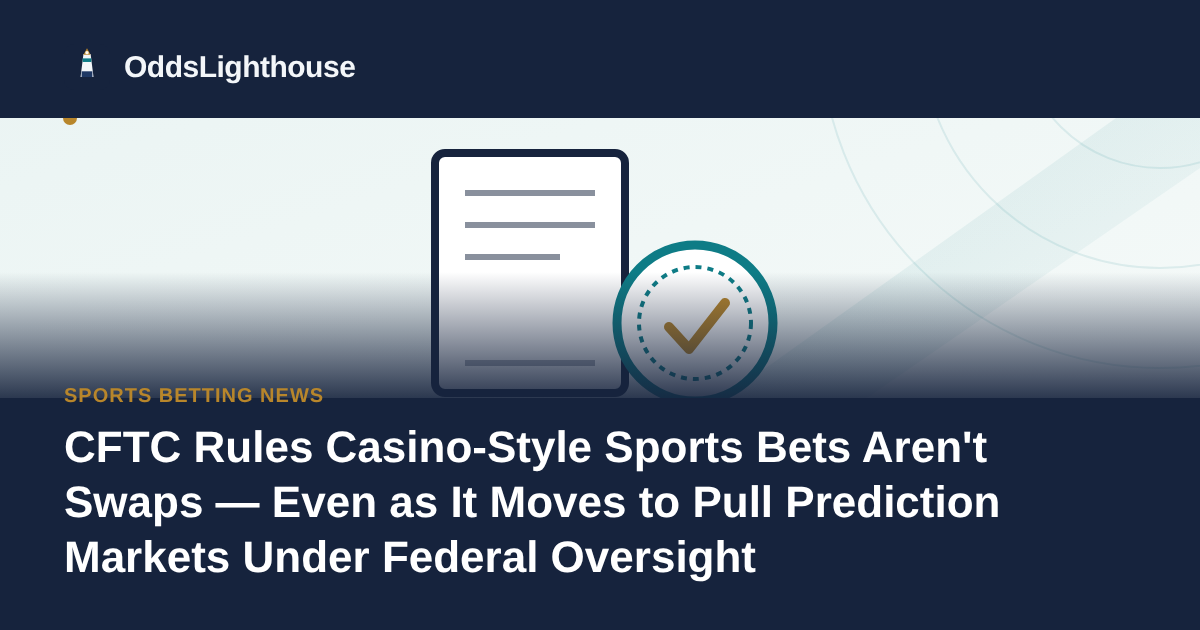 OddsLighthouse
SPORTS BETTING NEWS
CFTC Rules Casino-Style Sports Bets Aren't
Swaps — Even as It Moves to Pull Prediction
Markets Under Federal Oversight